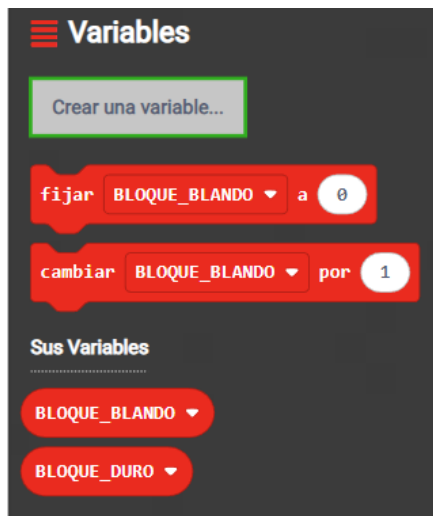 Variables
Crear una variable...
fijar BLOQUE_BLANDO a 0
cambiar BLOQUE_BLANDO por 1
Sus Variables
BLOQUE_BLANDO
BLOQUE_DURO